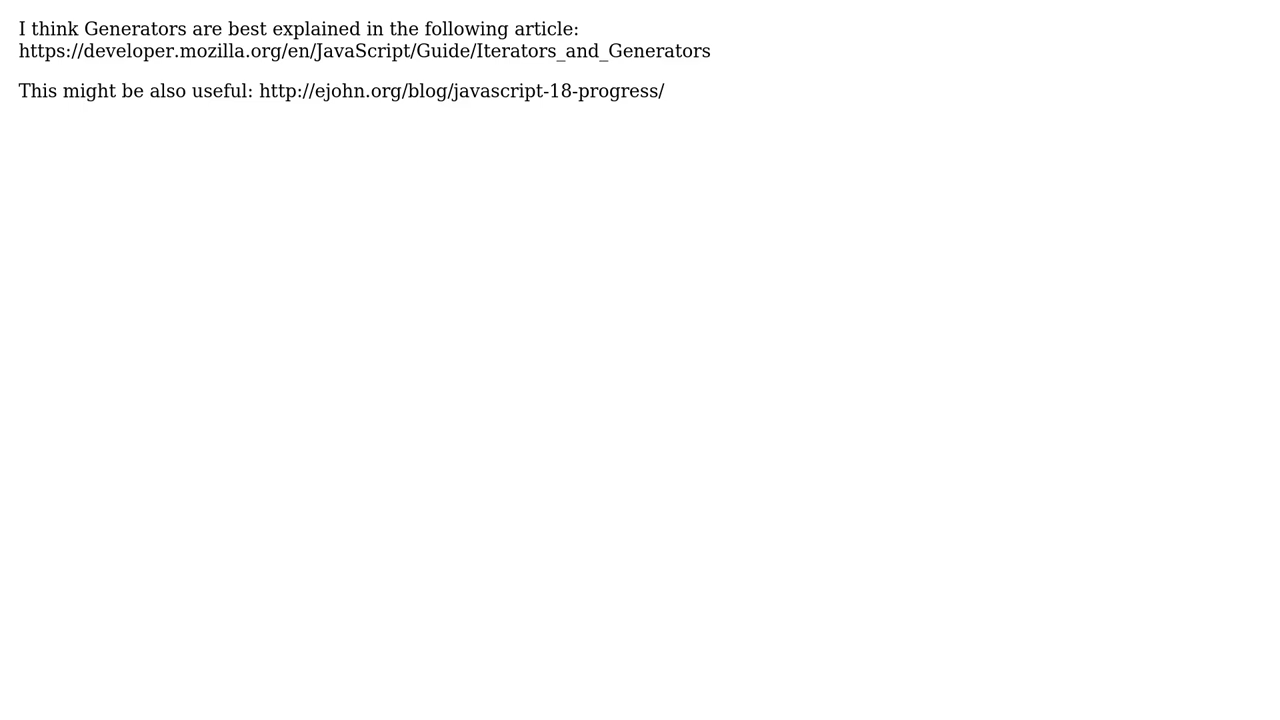 I think Generators are best explained in the following article:
https://developer.mozilla.org/en/JavaScript/Guide/Iterators_and_Generators
This might be also useful: http://ejohn.org/blog/javascript-18-progress/